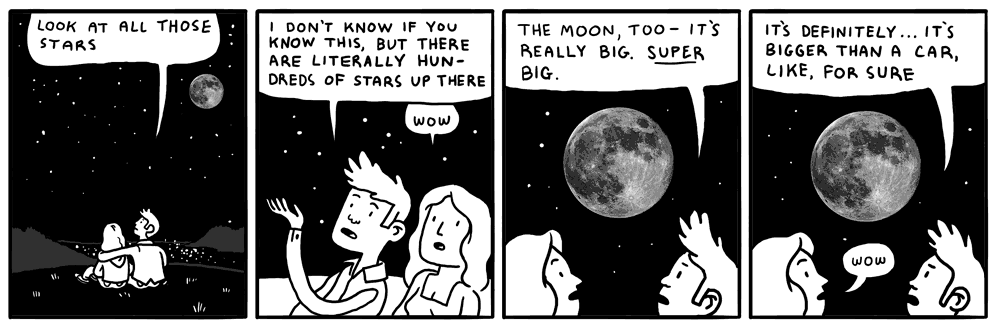 LOOK AT ALL THOSE
STARS
I DON'T KNOW IF YOU
KNOW THIS, BUT THERE
ARE LITERALLY HUN-
DREDS OF STARS UP THERE
WOW
THE MOON, TOO- IT'S
REALLY BIG. SUPER
BIG.
IT'S DEFINITELY... IT'S
BIGGER THAN A CAR,
LIKE, FOR SURE
WOW